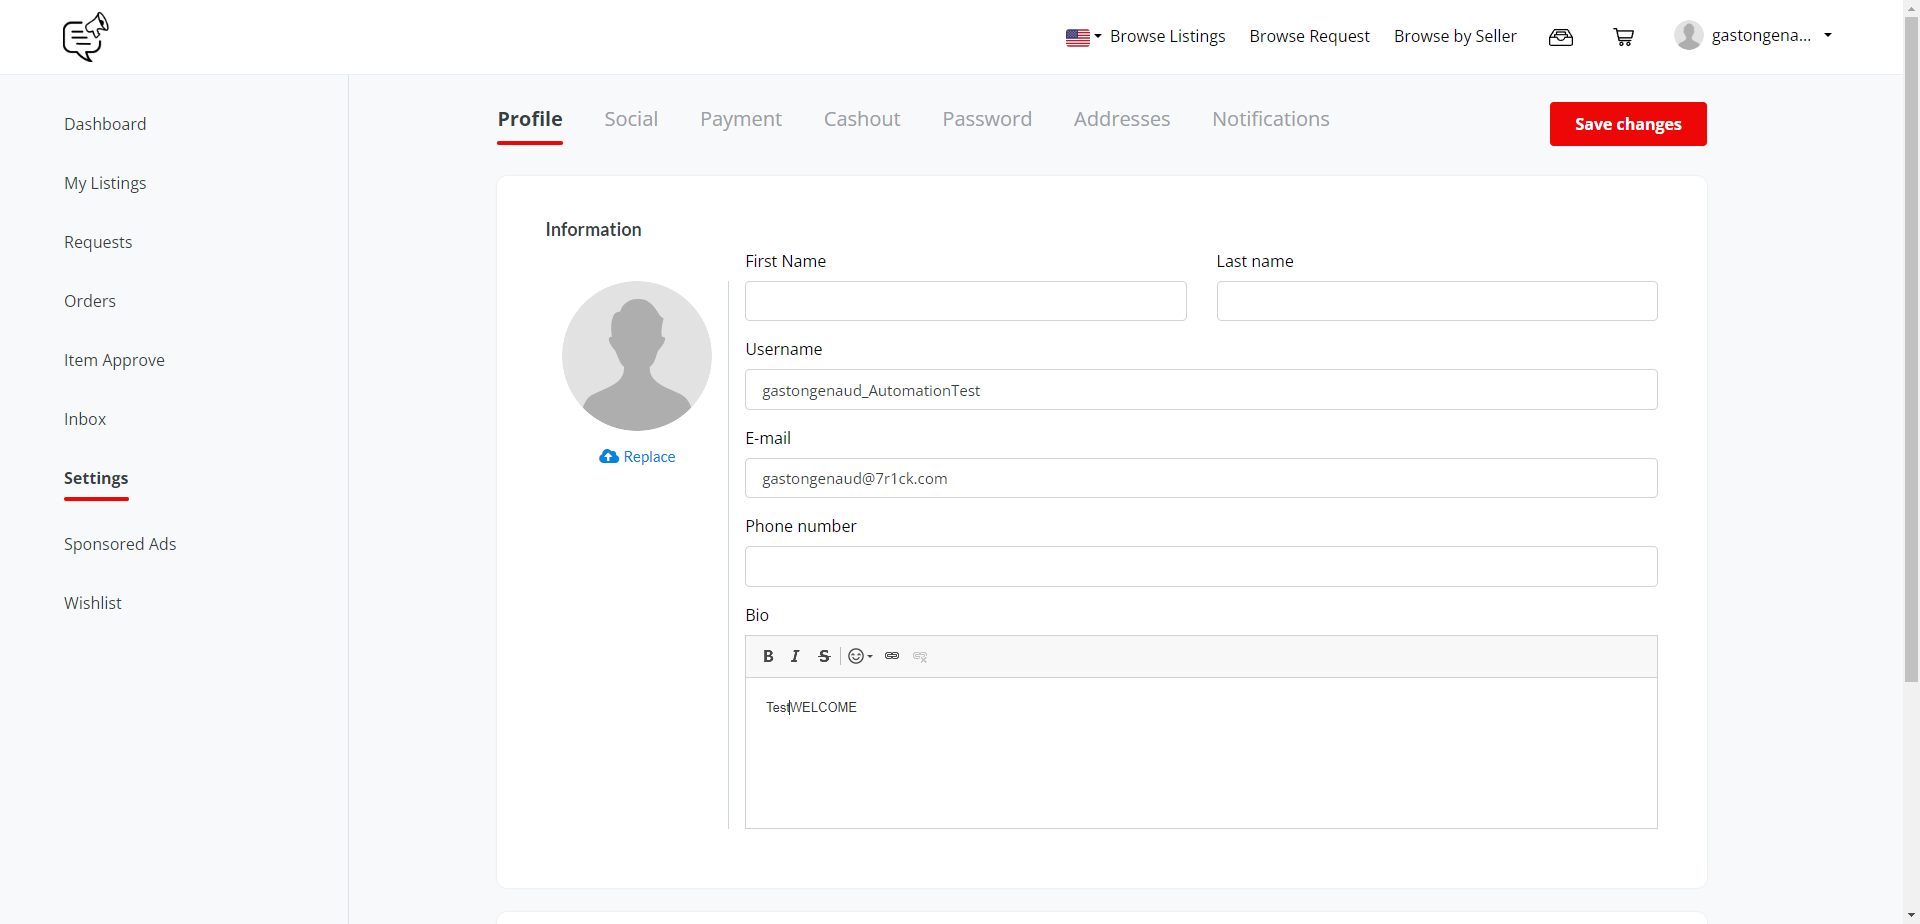 Browse Listings Browse Request Browse by Seller gastongena...
Dashboard
My Listings
Requests
Orders
Item Approve
Inbox
Settings
Sponsored Ads
Wishlist
Profile Social Payment Cashout Password Addresses Notifications
Save changes
Information
Replace
First Name Last name
Username
gastongenaud_AutomationTest
E-mail
gastongenaud@7r1ck.com
Phone number
Bio
B I S
TestWELCOME